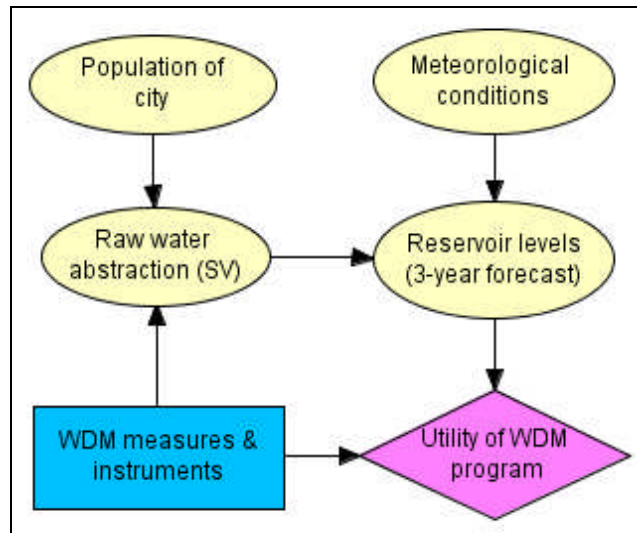 Population of
city
Meteorological
conditions
Raw water
abstraction (SV)
Reservoir levels
(3-year forecast)
WDM measures &
instruments
Utility of WDM
program